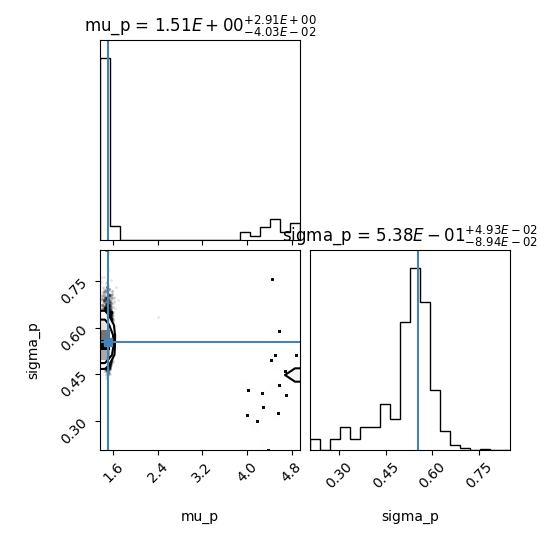 mu_p = 1.51E + 00+2.91E + 00
−4.03E − 02
sigma_p = 5.38E − 01+4.93E − 02
−8.94E − 02
0.75
0.60
0.45
0.30
sigma_p
1.6 2.4 3.2 4.0 4.8
mu_p
0.30 0.45 0.60 0.75
sigma_p